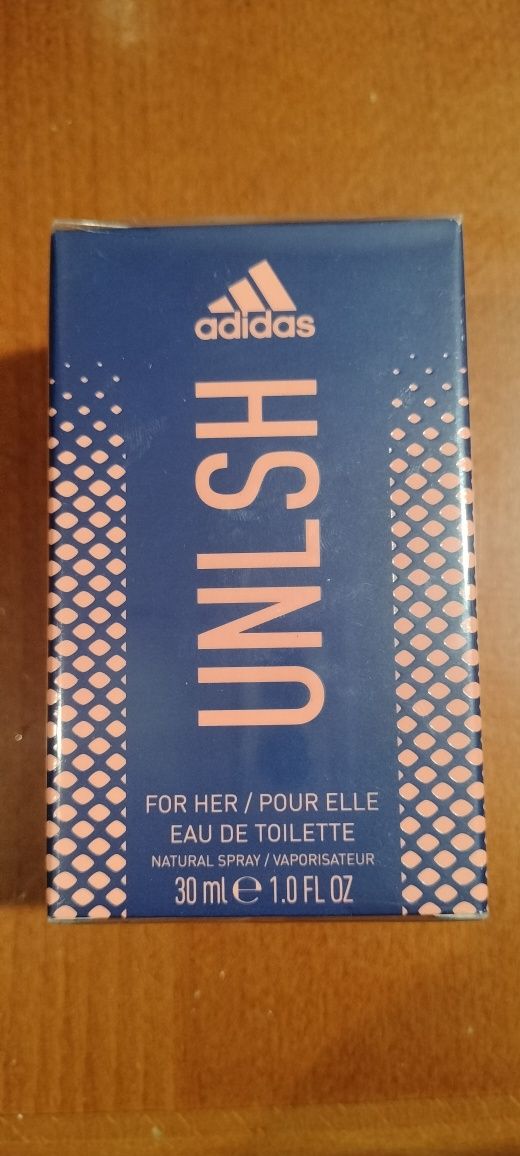 adidas
UNLSH
FOR HER / POUR ELLE
EAU DE TOILETTE
NATURAL SPRAY / VAPORISATEUR
30 ml ℮ 1.0 FL OZ